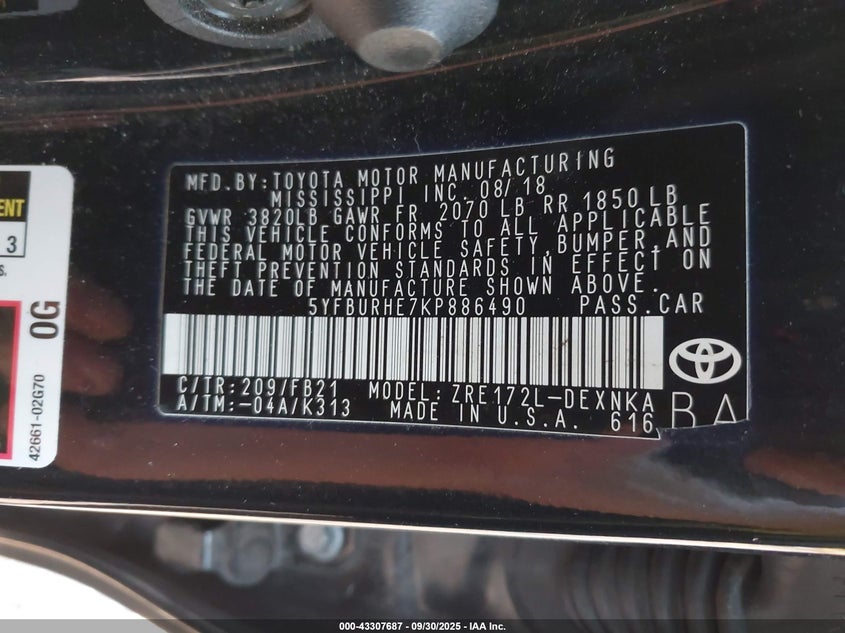 MFD.BY:TOYOTA MOTOR MANUFACTURING
MISSISSIPPI INC. 08/18
GVWR 3820LB GAWR FR 2070 LB RR 1850 LB
THIS VEHICLE CONFORMS TO ALL APPLICABLE
FEDERAL MOTOR VEHICLE SAFETY,BUMPER,AND
THEFT PREVENTION STANDARDS IN EFFECT ON
THE DATE OF MANUFACTURE SHOWN ABOVE.
5YFBURHE7KP886490 PASS.CAR
C/TR:209/FB21 MODEL:ZRE172L-DEXNKA
A/TM:-04A/K313 MADE IN U.S.A. 616
BA
3
0G
42661-02G70
000-43307687 - 09/30/2025 - IAA Inc.